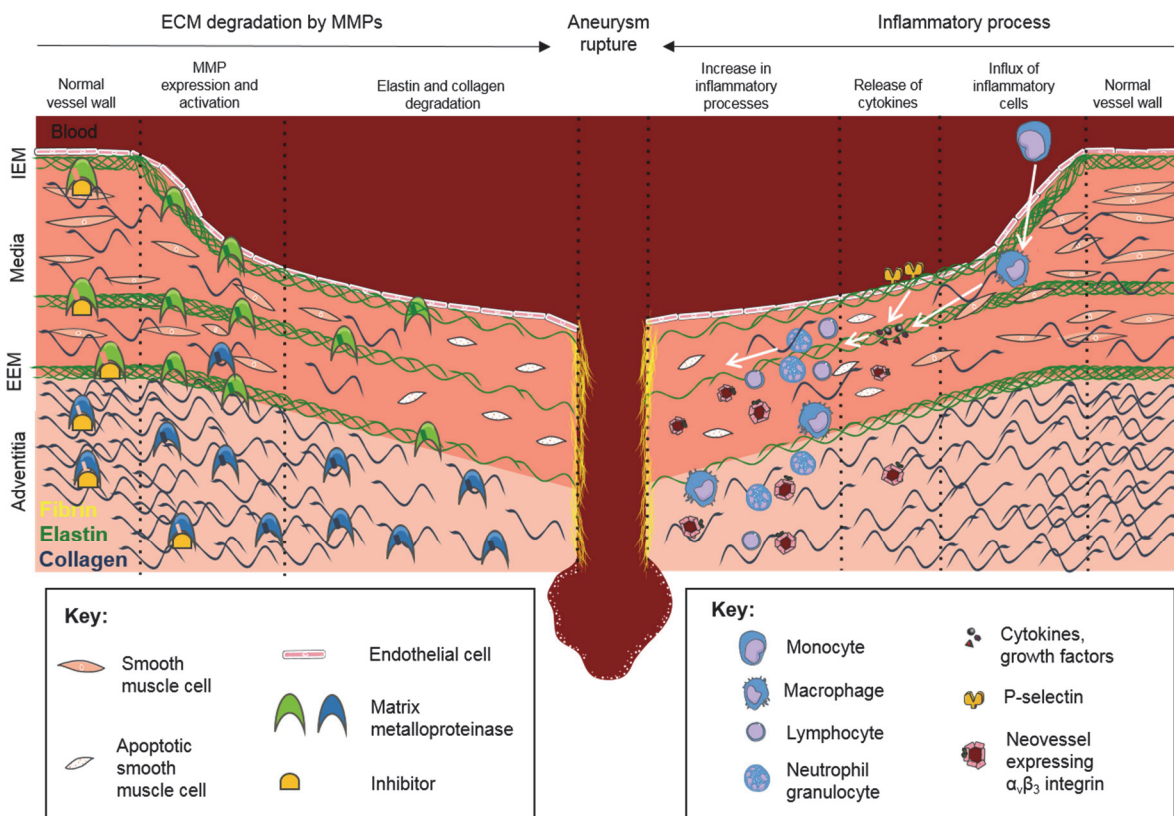 ECM degradation by MMPs
Aneurysm
rupture
Inflammatory process
Normal
vessel wall
MMP
expression and
activation
Elastin and collagen
degradation
Increase in
inflammatory
processes
Release of
cytokines
Influx of
inflammatory
cells
Normal
vessel wall
Blood
IEM
Media
EEM
Adventitia
Fibrin
Elastin
Collagen
Key:
Smooth
muscle cell
Apoptotic
smooth
muscle cell
Endothelial cell
Matrix
metalloproteinase
Inhibitor
Key:
Monocyte
Macrophage
Lymphocyte
Neutrophil
granulocyte
Cytokines,
growth factors
P-selectin
Neovessel
expressing
αvβ3 integrin